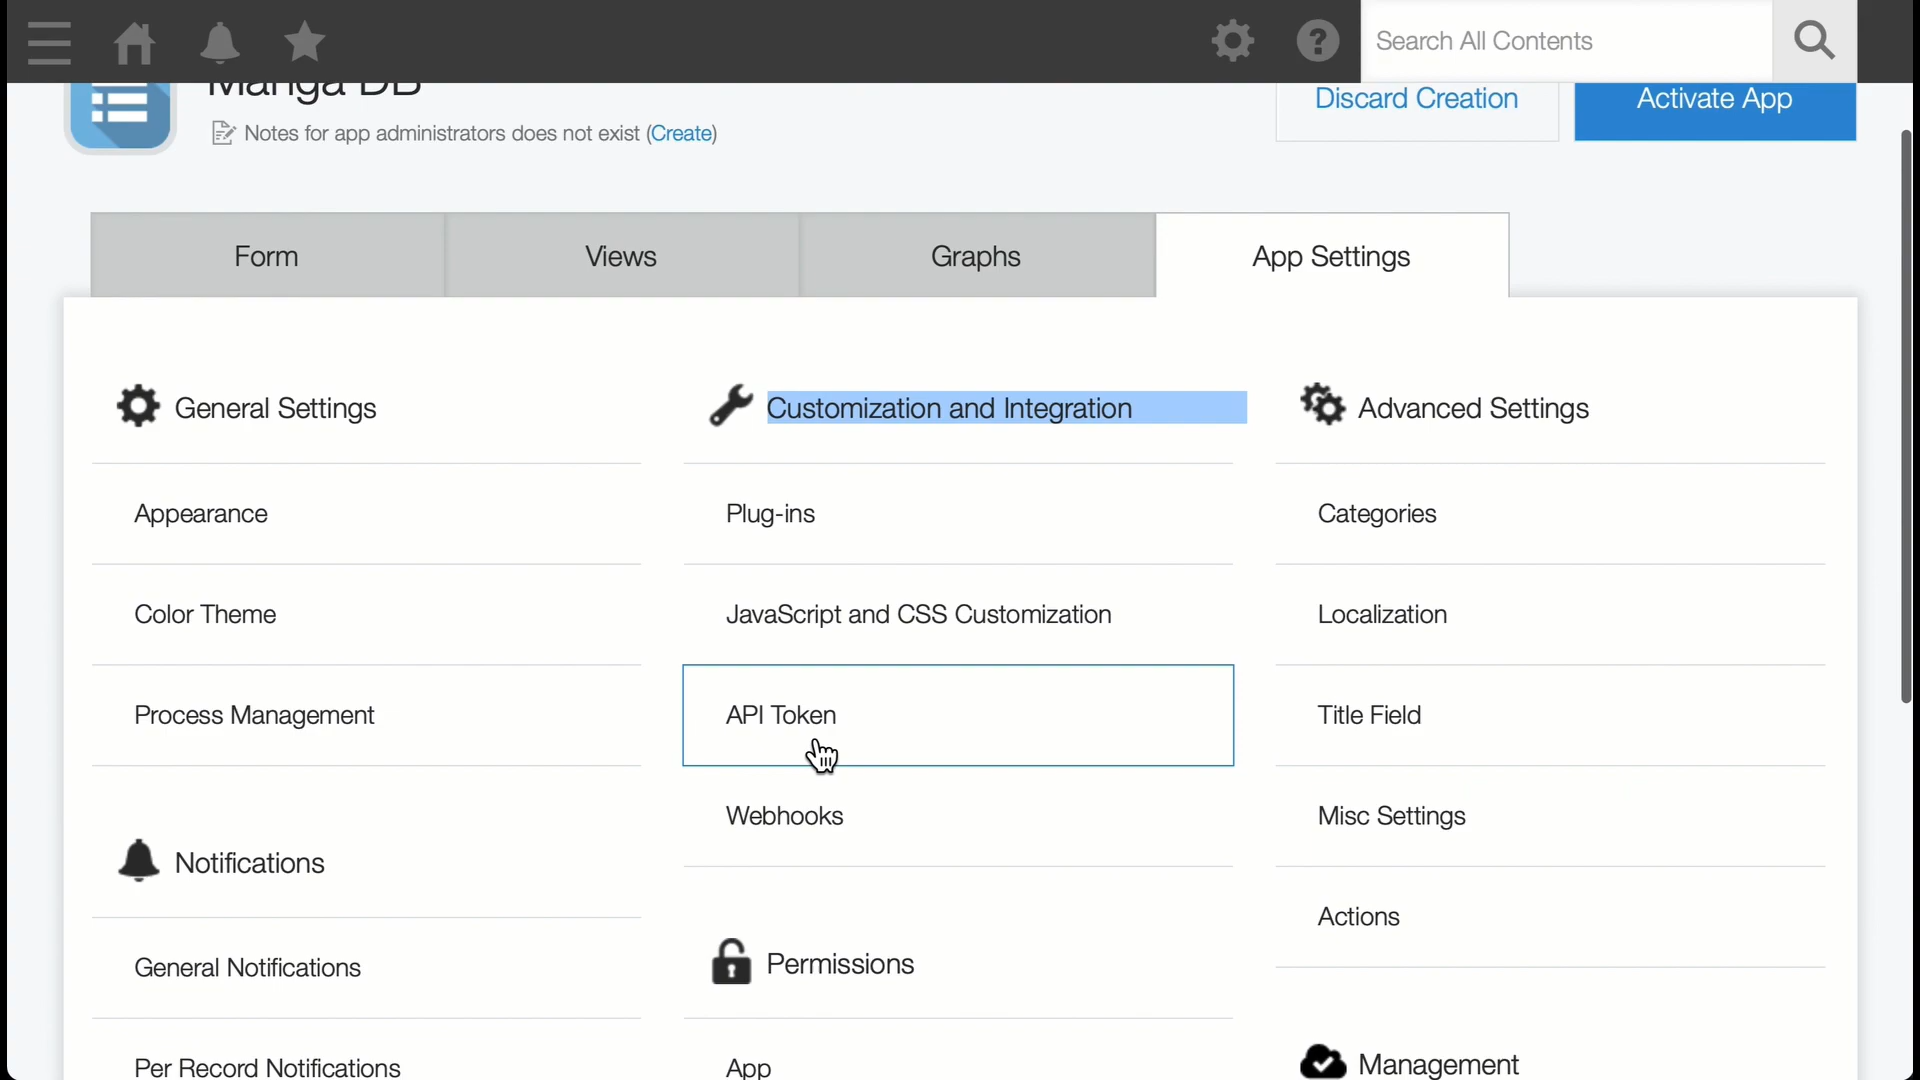 Search All Contents
Manga DB
Discard Creation
Activate App
Notes for app administrators does not exist (Create)
Form
Views
Graphs
App Settings
General Settings
Appearance
Color Theme
Process Management
Notifications
General Notifications
Per Record Notifications
Customization and Integration
Plug-ins
JavaScript and CSS Customization
API Token
Webhooks
Permissions
App
Advanced Settings
Categories
Localization
Title Field
Misc Settings
Actions
Management